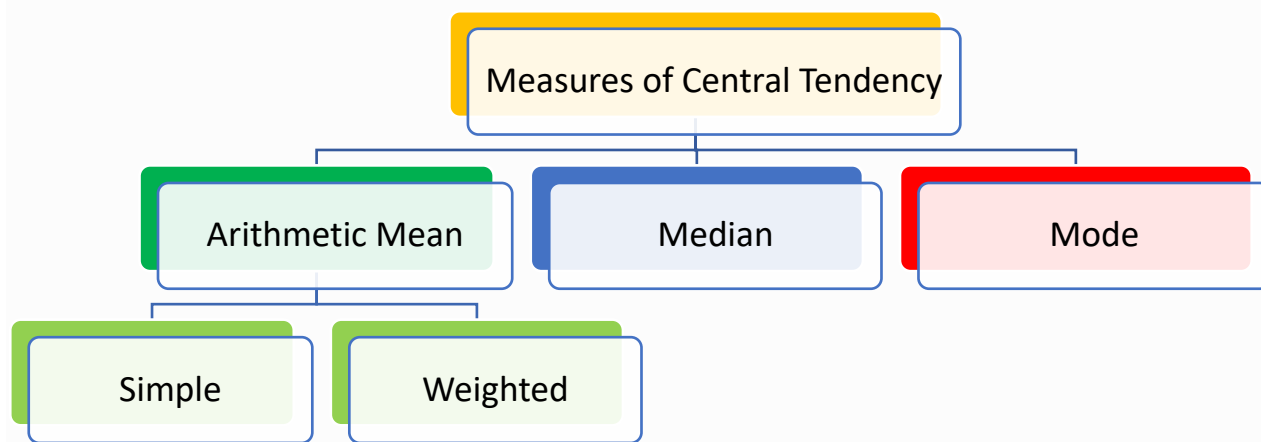 Measures of Central Tendency
Arithmetic Mean
Median
Mode
Simple
Weighted